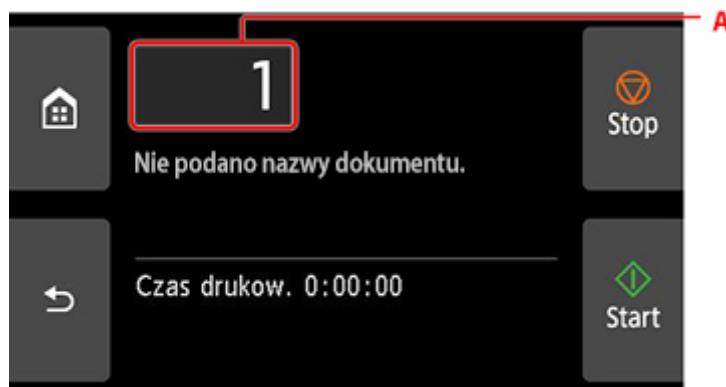 A
1
Stop
Nie podano nazwy dokumentu.
Czas drukow. 0:00:00
Start